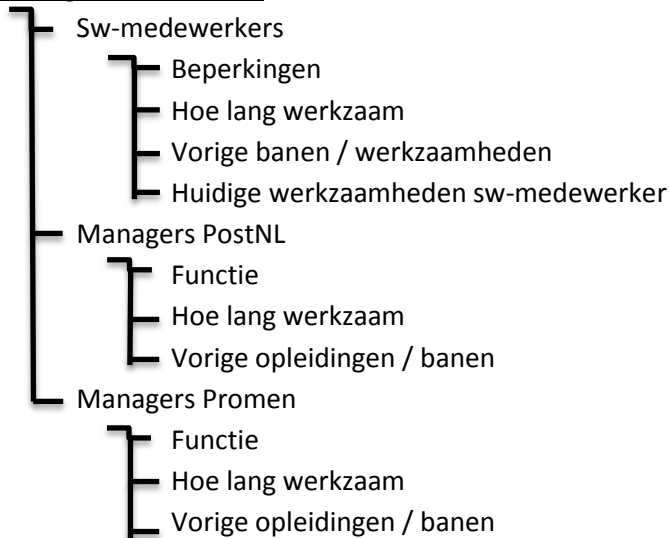 Sw-medewerkers
Beperkingen
Hoe lang werkzaam
Vorige banen / werkzaamheden
Huidige werkzaamheden sw-medewerker
Managers PostNL
Functie
Hoe lang werkzaam
Vorige opleidingen / banen
Managers Promen
Functie
Hoe lang werkzaam
Vorige opleidingen / banen